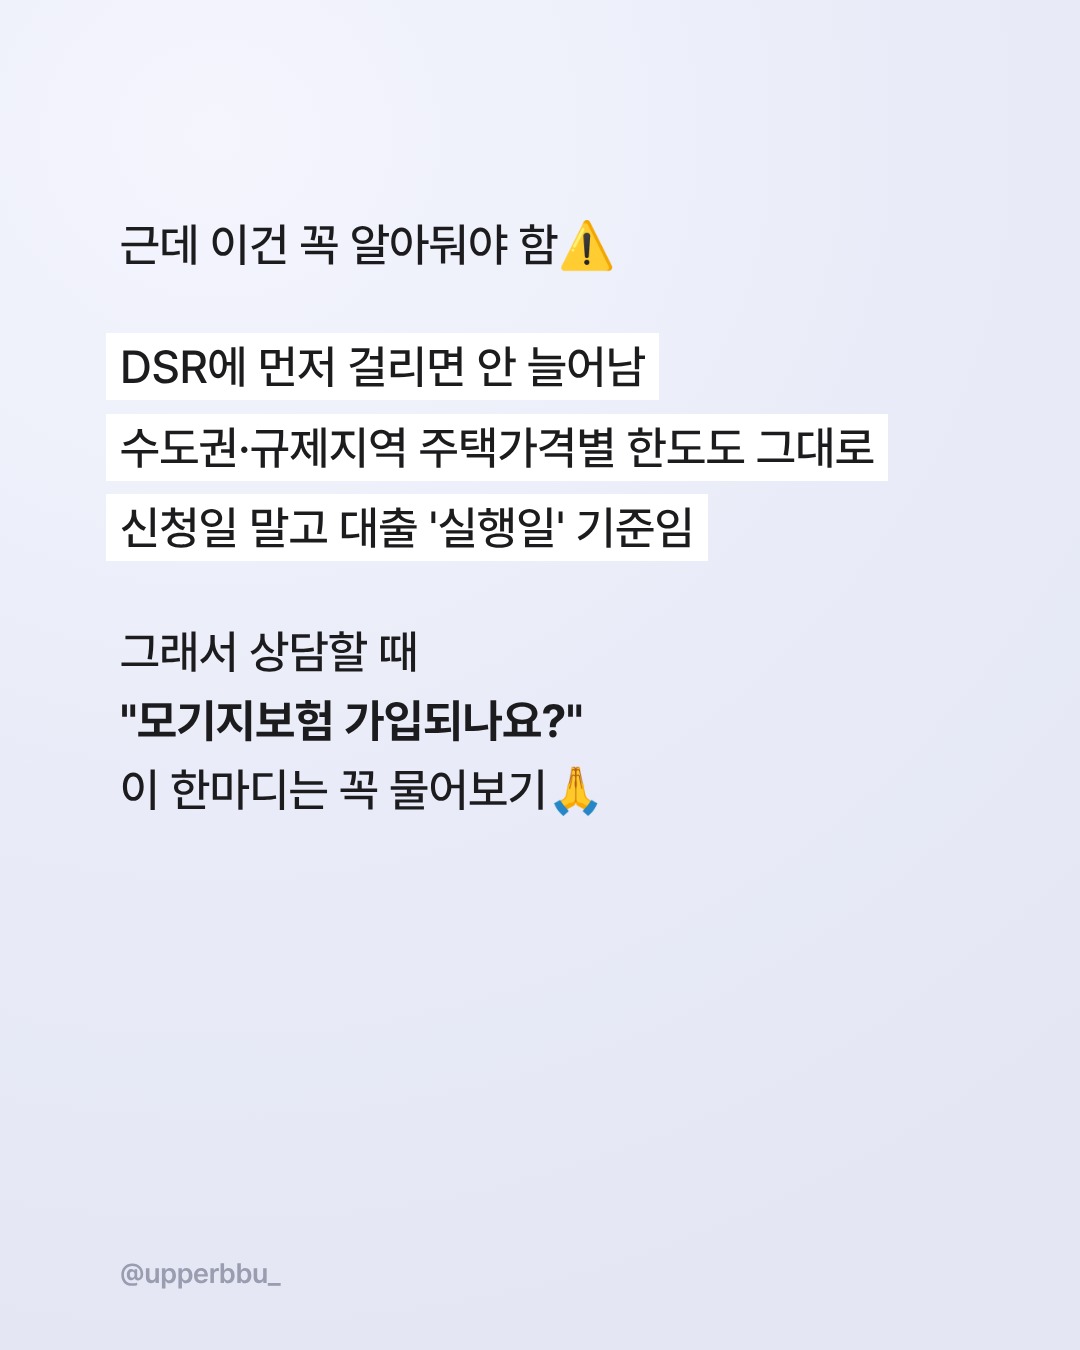 근데 이건 꼭 알아둬야 함⚠️
DSR에 먼저 걸리면 안 늘어남
수도권·규제지역 주택가격별 한도도 그대로
신청일 말고 대출 '실행일' 기준임
그래서 상담할 때
"모기지보험 가입되나요?"
이 한마디는 꼭 물어보기🙏
@upperbbu_